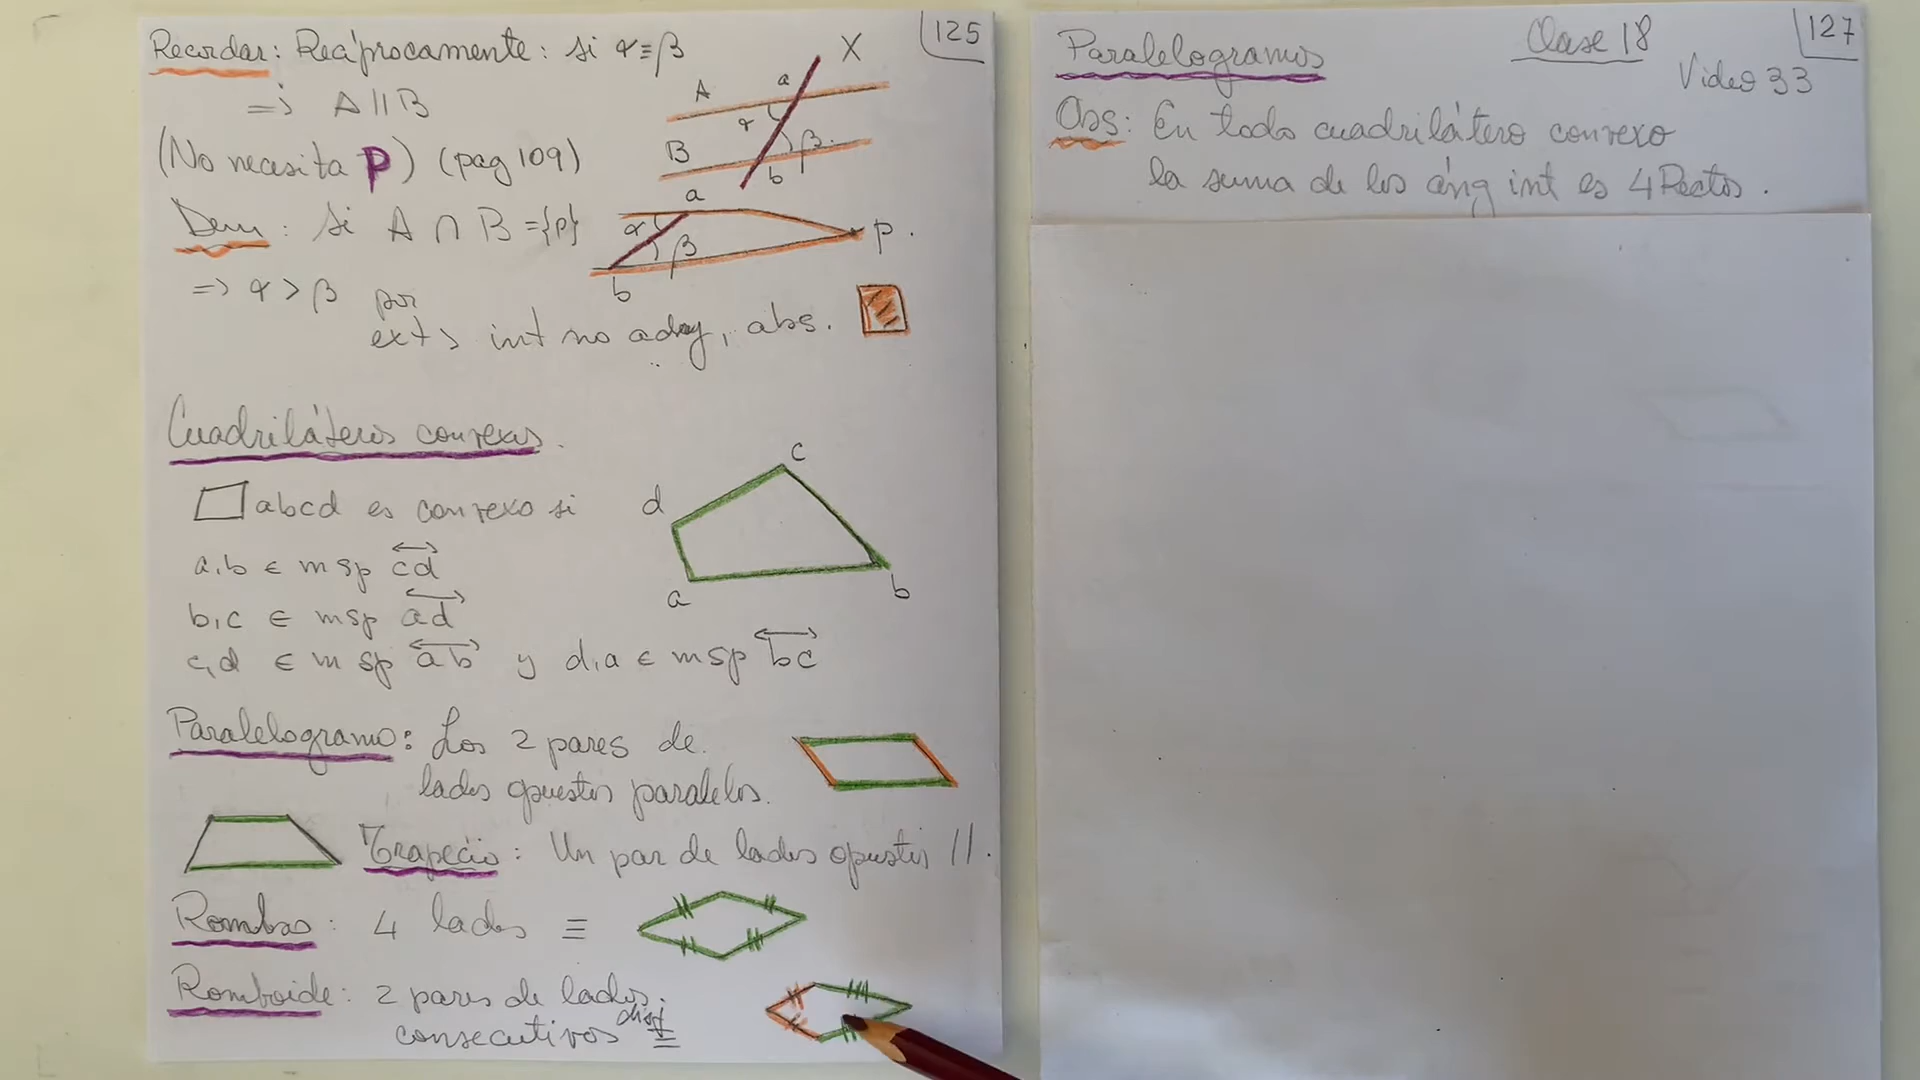 125
Recordar: Recíprocamente: si α ≡ β
=> A // B
(No necesita P) (pag 109)
A
a
X
α
B
β
b
Dem: Si A ∩ B = {p}
a
α
β
p.
b
=> α > β por
ext > int no ady, abs.
Cuadriláteros convexos.
abcd es convexo si
a, b ∈ msp cd
b, c ∈ msp ad
c, d ∈ msp ab y d, a ∈ msp bc
c
d
a
b
Paralelogramo: Los 2 pares de
lados opuestos paralelos.
Trapecio: Un par de lados opuestos //.
Rombo: 4 lados ≡
Romboide: 2 pares de lados
consecutivos dist ≡
127
Clase 18
Paralelogramos
Video 33
Obs: En todo cuadrilátero convexo
la suma de los áng int es 4 Rectos.